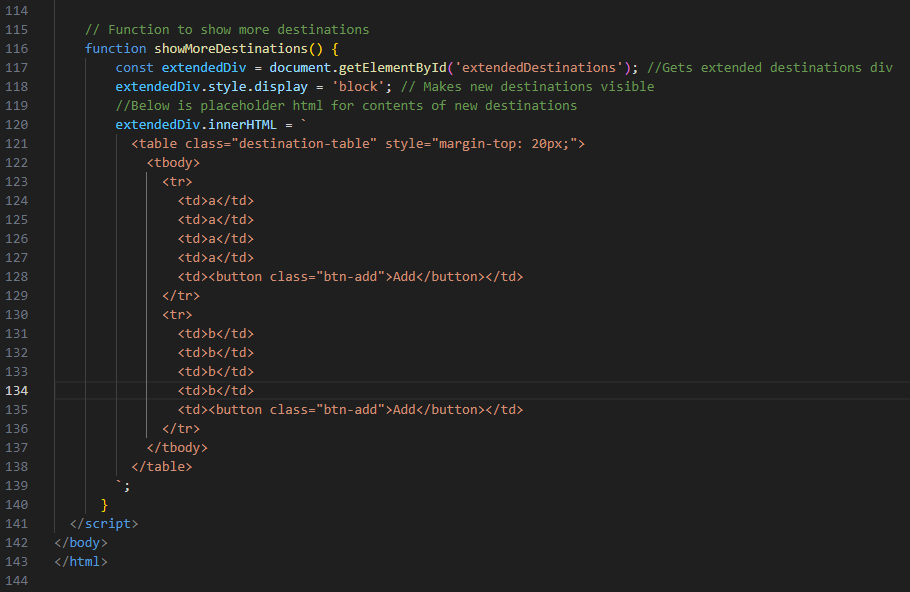 114
115 // Function to show more destinations
116 function showMoreDestinations() {
117 const extendedDiv = document.getElementById('extendedDestinations'); //Gets extended destinations div
118 extendedDiv.style.display = 'block'; // Makes new destinations visible
119 //Below is placeholder html for contents of new destinations
120 extendedDiv.innerHTML = `
121 <table class="destination-table" style="margin-top: 20px;">
122 <tbody>
123 <tr>
124 <td>a</td>
125 <td>a</td>
126 <td>a</td>
127 <td>a</td>
128 <td><button class="btn-add">Add</button></td>
129 </tr>
130 <tr>
131 <td>b</td>
132 <td>b</td>
133 <td>b</td>
134 <td>b</td>
135 <td><button class="btn-add">Add</button></td>
136 </tr>
137 </tbody>
138 </table>
139 `;
140 }
141 </script>
142 </body>
143 </html>
144